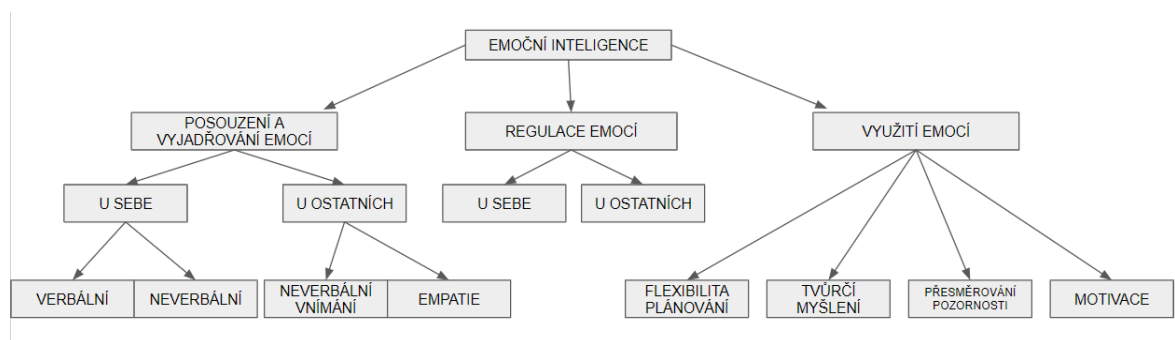 EMOČNÍ INTELIGENCE
POSOUZENÍ A
VYJADŘOVÁNÍ EMOCÍ
REGULACE EMOCÍ
VYUŽITÍ EMOCÍ
U SEBE
U OSTATNÍCH
U SEBE
U OSTATNÍCH
VERBÁLNÍ
NEVERBÁLNÍ
NEVERBÁLNÍ
VNÍMÁNÍ
EMPATIE
FLEXIBILITA
PLÁNOVÁNÍ
TVŮRČÍ
MYŠLENÍ
PŘESMĚROVÁNÍ
POZORNOSTI
MOTIVACE